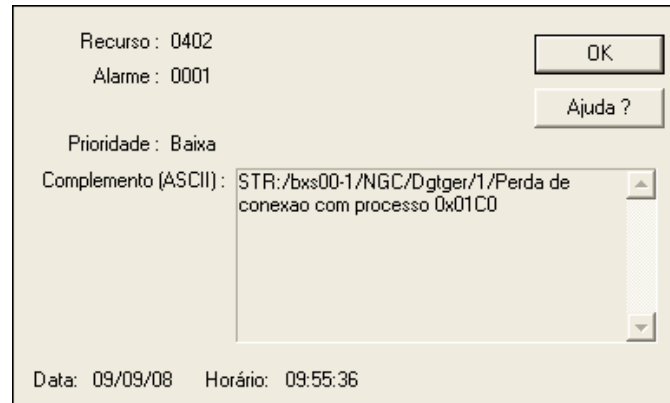 Recurso : 0402
OK
Alarme : 0001
Ajuda ?
Prioridade : Baixa
Complemento (ASCII) : STR:/bxs00-1/NGC/Dgtger/1/Perda de
conexao com processo 0x01C0
Data: 09/09/08 Horário: 09:55:36